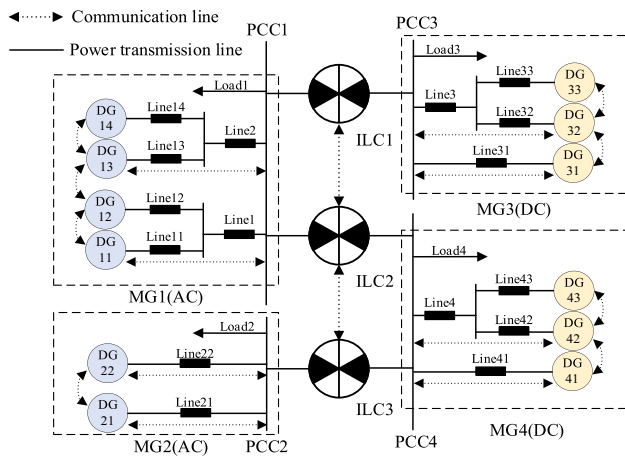 Communication line
Power transmission line
PCC1
PCC3
Load1
Load3
DG
14
Line14
DG
13
Line13
Line2
DG
12
Line12
DG
11
Line11
Line1
MG1(AC)
ILC1
Line3
Line33
DG
33
Line32
DG
32
Line31
DG
31
MG3(DC)
ILC2
Load4
Load2
DG
22
Line22
DG
21
Line21
MG2(AC)
PCC2
ILC3
Line4
Line43
DG
43
Line42
DG
42
Line41
DG
41
MG4(DC)
PCC4